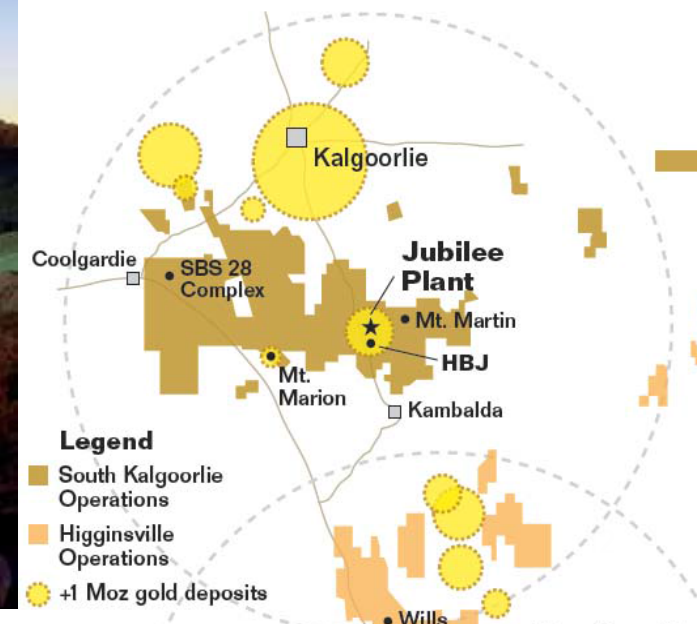 Kalgoorlie
Coolgardie
SBS 28
Complex
Jubilee
Plant
Mt. Martin
HBJ
Mt.
Marion
Kambalda
Legend
South Kalgoorlie
Operations
Higginsville
Operations
+1 Moz gold deposits
Wills